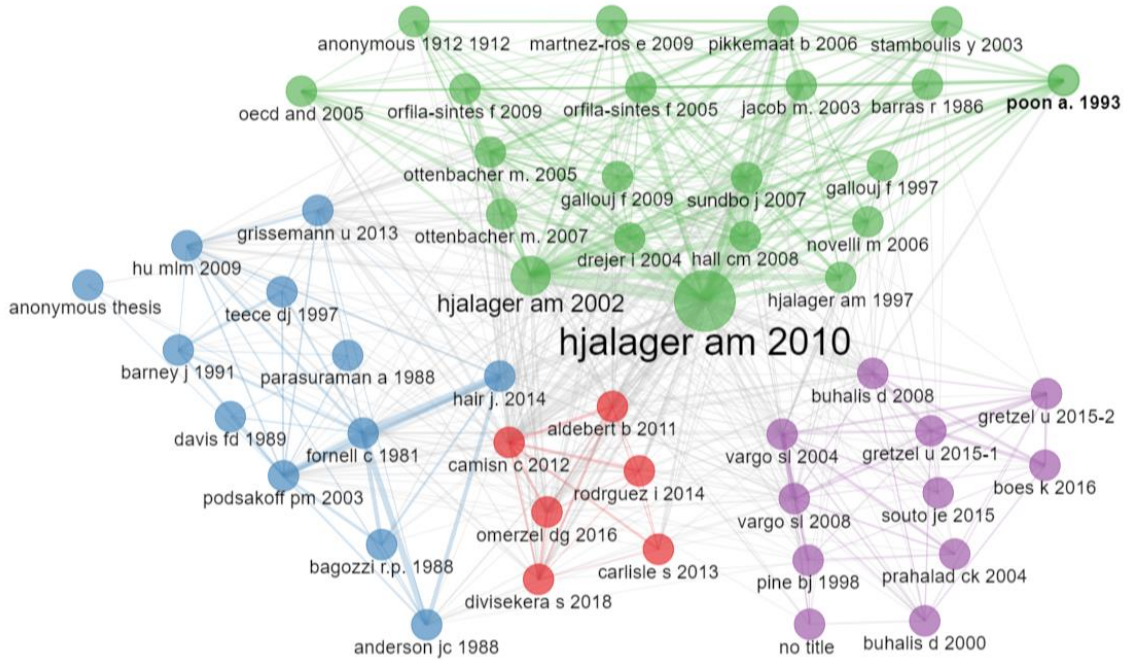 anonymous 1912 1912
martnez-ros e 2009
pikkemaat b 2006
stamboulis y 2003
oecd and 2005
orfila-sintes f 2009
orfila-sintes f 2005
jacob m. 2003
barras r 1986
poon a. 1993
ottenbacher m. 2005
gallouj f 2009
sundbo j 2007
gallouj f 1997
grissemann u 2013
ottenbacher m. 2007
drejer i 2004
hall cm 2008
novelli m 2006
hu mlm 2009
anonymous thesis
teece dj 1997
hjalager am 2002
hjalager am 2010
hjalager am 1997
barney j 1991
parasuraman a 1988
hair j. 2014
buhalis d 2008
gretzel u 2015-2
davis fd 1989
fornell c 1981
aldebert b 2011
camisn c 2012
vargo sl 2004
gretzel u 2015-1
podsakoff pm 2003
rodrguez i 2014
boes k 2016
omerzel dg 2016
vargo sl 2008
souto je 2015
bagozzi r.p. 1988
carlisle s 2013
divisekera s 2018
pine bj 1998
prahalad ck 2004
anderson jc 1988
no title
buhalis d 2000